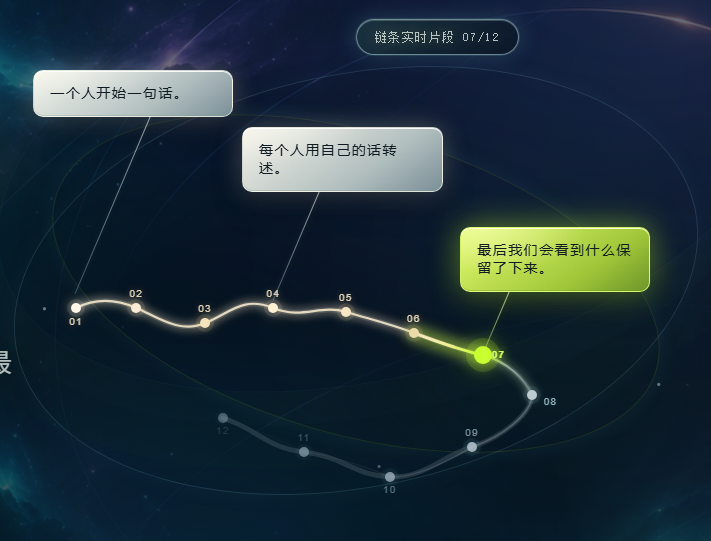 链条实时片段 07/12
一个人开始一句话。
每个人用自己的话转
述。
最后我们会看到什么保
留了下来。
01
02
03
04
05
06
07
08
09
10
11
12
最